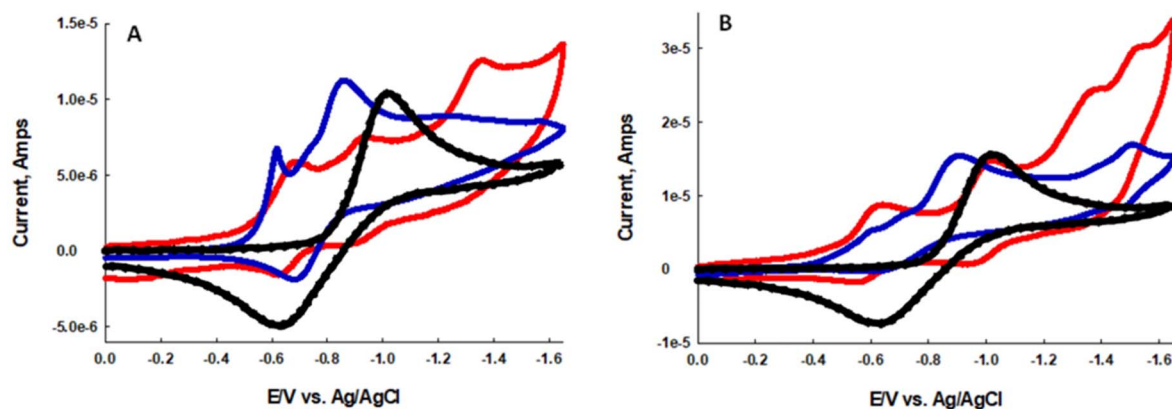 A
1.5e-5
1.0e-5
5.0e-6
0.0
-5.0e-6
Current, Amps
0.0 -0.2 -0.4 -0.6 -0.8 -1.0 -1.2 -1.4 -1.6
E/V vs. Ag/AgCl
B
3e-5
2e-5
1e-5
0
-1e-5
Current, Amps
0.0 -0.2 -0.4 -0.6 -0.8 -1.0 -1.2 -1.4 -1.6
E/V vs. Ag/AgCl